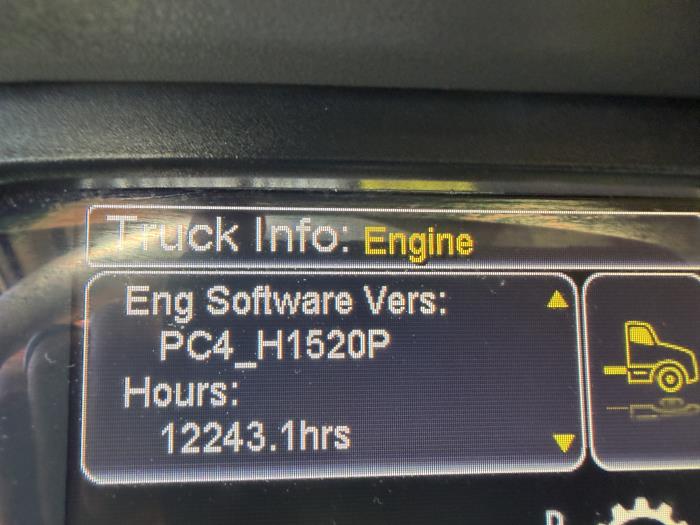 Truck Info: Engine
Eng Software Vers:
PC4_H1520P
Hours:
12243.1hrs